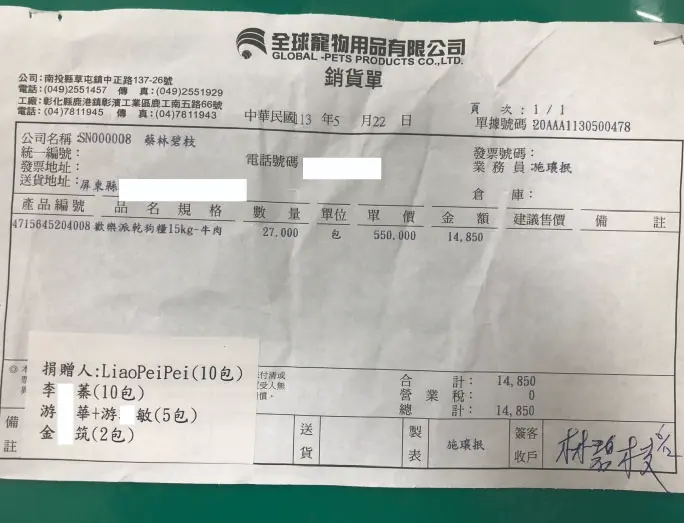 全球寵物用品有限公司
GLOBAL-PETS PRODUCTS CO.,LTD.
銷貨單
公司：南投縣草屯鎮中正路137-26號
電話：(049)2551457 傳真：(049)2551929
工廠：彰化縣鹿港鎮彰濱工業區鹿工南五路66號
電話：(04)7811945 傳真：(04)7811943
中華民國113 年5 月22 日
頁次：1 / 1
單據號碼：20AAA1130500478
公司名稱：SN000008 蔡林碧枝
統一編號：
電話號碼
發票號碼：
發票地址：
業務員：施瓌抿
送貨地址：屏東縣
倉庫：
產品編號 品名規格 數量 單位 單價 金額 建議售價 備註
4715645204008 歡樂派乾狗糧15kg-牛肉 27.000 包 550.000 14,850
捐贈人:LiaoPeiPei(10包)
李 蓁(10包)
游 華+游 敏(5包)
金 筑(2包)
合計： 14,850
營業稅： 0
總計： 14,850
備註
送貨
製表
施瓌抿
簽客收戶
林碧枝